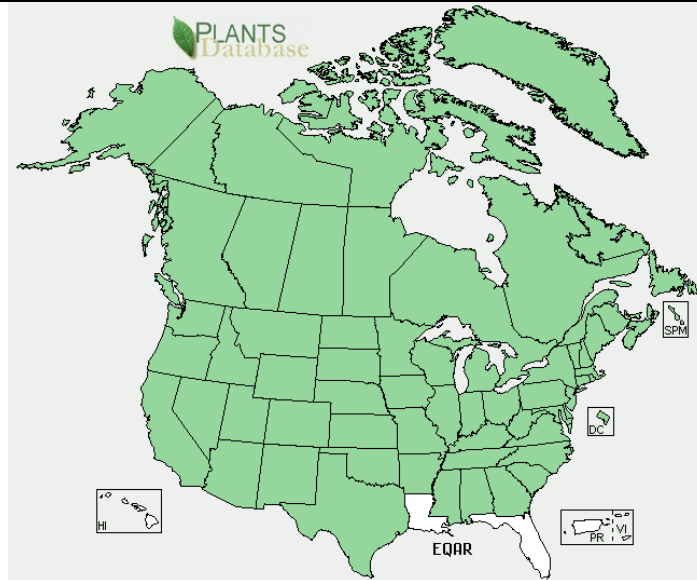 PLANTS
Database
SPM
DC
HI
PR
VI
EQAR